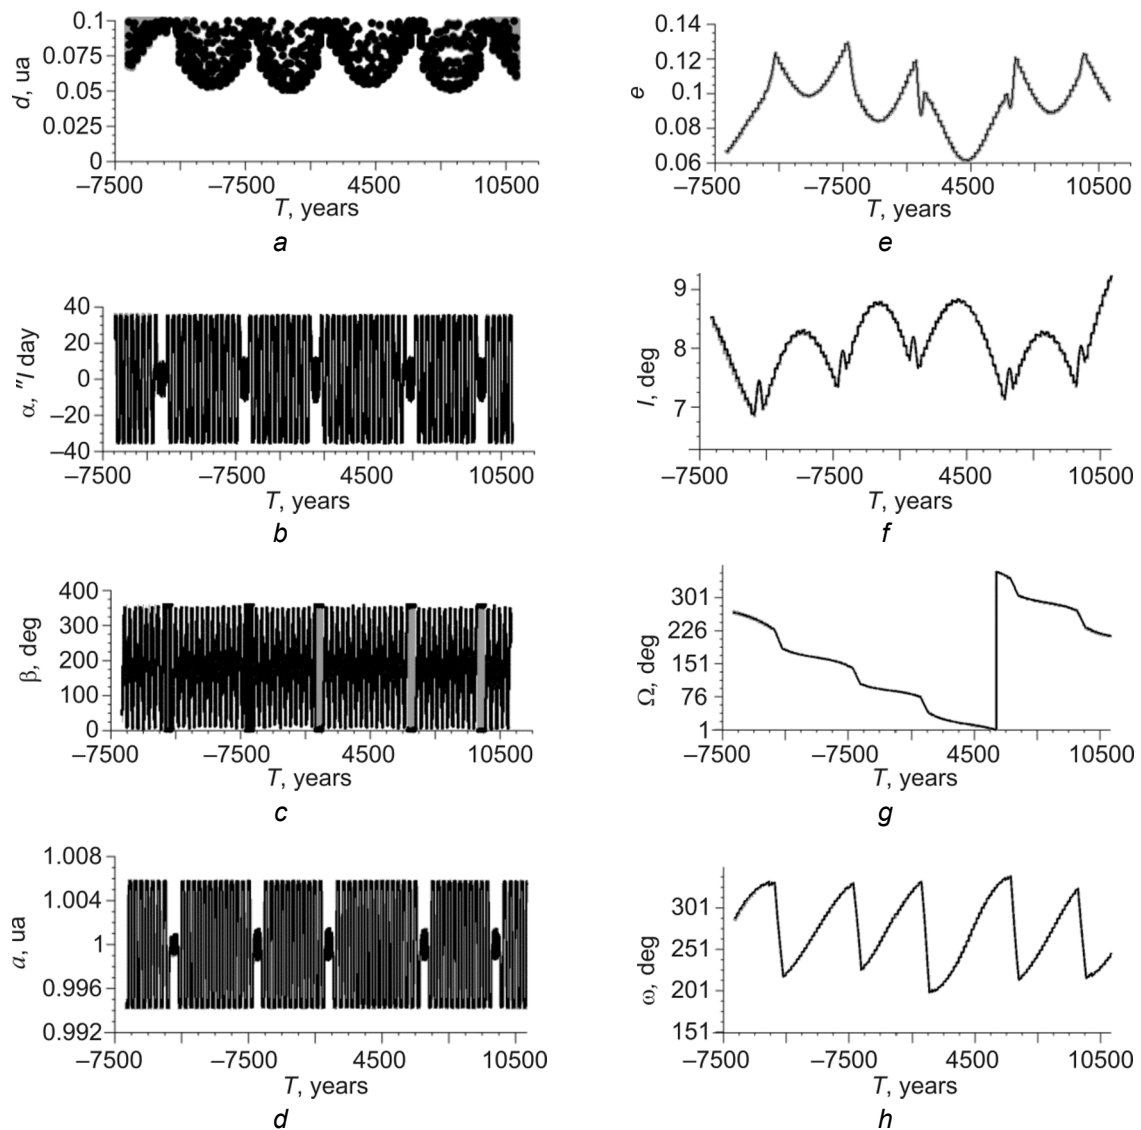 0.1
0.075
0.05
0.025
0
d, ua
–7500
–7500
4500
10500
T, years
a
40
20
0
–20
–40
α, "/ day
–7500
–7500
4500
10500
T, years
b
400
300
200
100
0
β, deg
–7500
–7500
4500
10500
T, years
c
1.008
1.004
1
0.996
0.992
a, ua
–7500
–7500
4500
10500
T, years
d
0.14
0.12
0.1
0.08
0.06
e
–7500
–7500
4500
10500
T, years
e
9
8
7
I, deg
–7500
–7500
4500
10500
T, years
f
301
226
151
76
1
Ω, deg
–7500
–7500
4500
10500
T, years
g
301
251
201
151
ω, deg
–7500
–7500
4500
10500
T, years
h